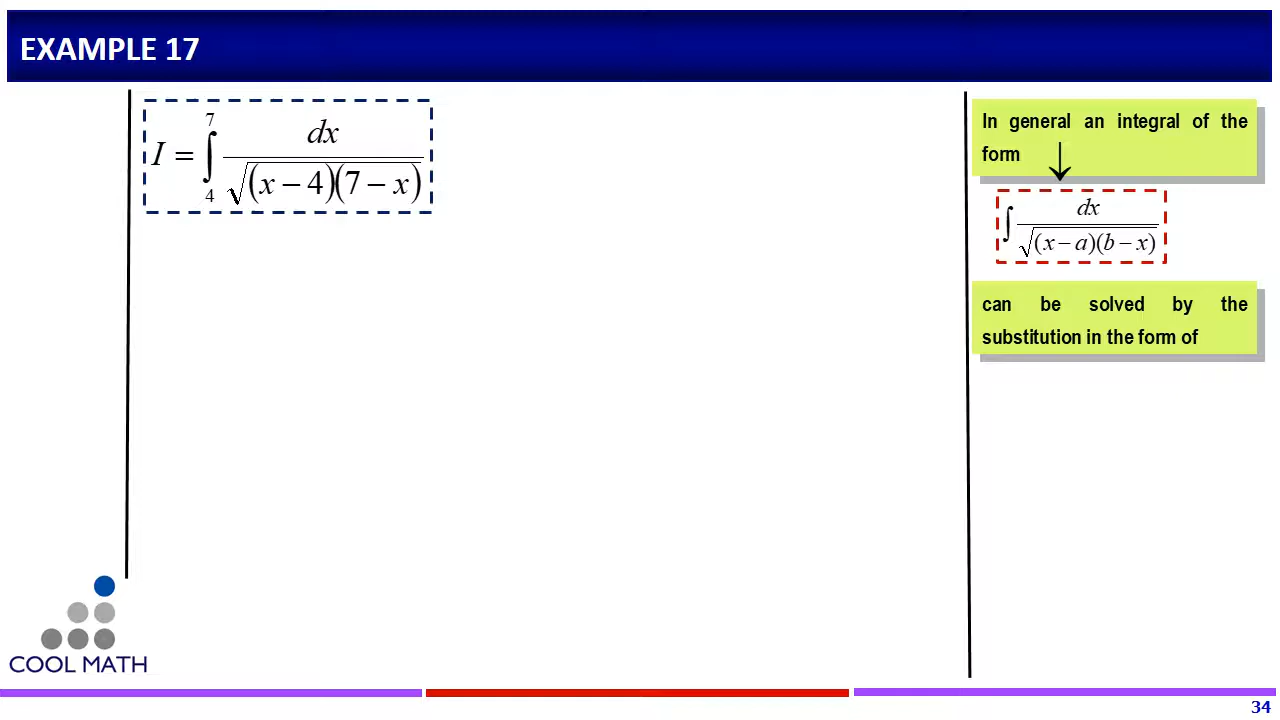 EXAMPLE 17
I = ∫₄⁷ dx / √((x − 4)(7 − x))
In general an integral of the
form
∫ dx / √((x − a)(b − x))
can be solved by the
substitution in the form of
COOL MATH
34